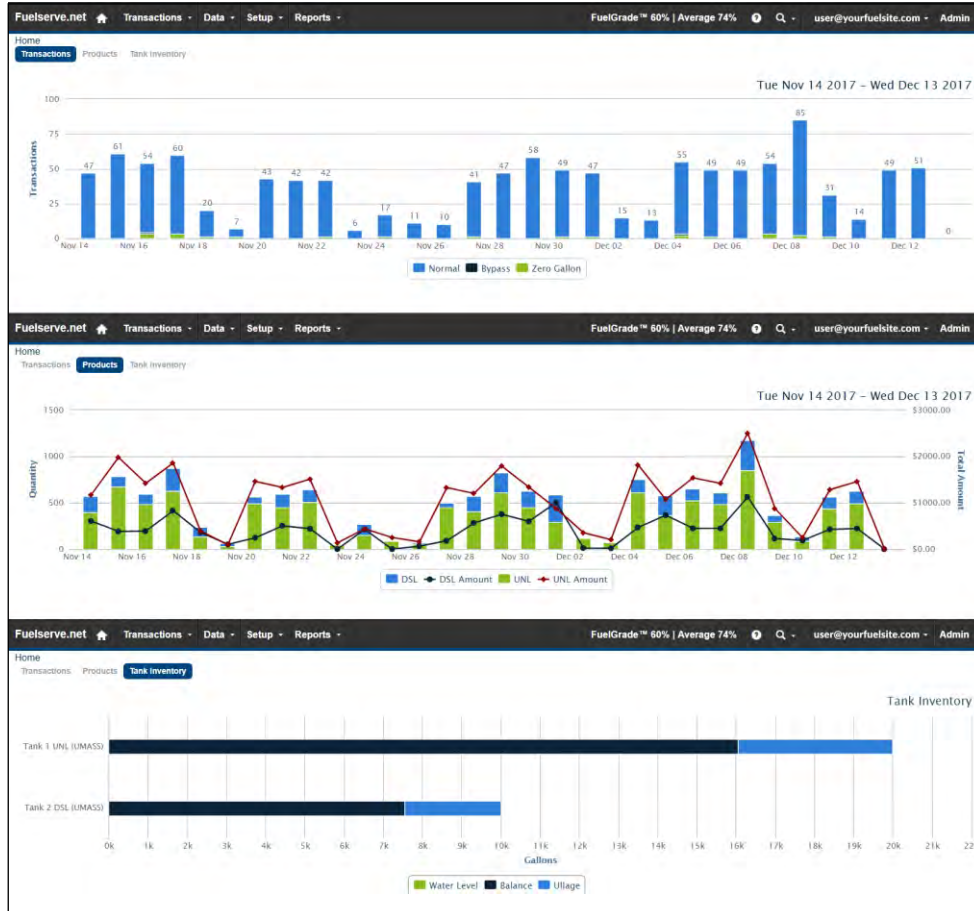 Fuelserve.net Transactions Data Setup Reports FuelGrade™ 60% | Average 74% ? user@yourfuelsite.com Admin
Home
Transactions Products Tank Inventory
Tue Nov 14 2017 - Wed Dec 13 2017
Transactions
100
75
50
25
0
47 61 54 60 20 7 43 42 42 6 17 11 10 41 47 58 49 47 15 13 55 49 49 54 85 31 14 49 51 0
Nov 14 Nov 16 Nov 18 Nov 20 Nov 22 Nov 24 Nov 26 Nov 28 Nov 30 Dec 02 Dec 04 Dec 06 Dec 08 Dec 10 Dec 12
Normal Bypass Zero Gallon
Fuelserve.net Transactions Data Setup Reports FuelGrade™ 60% | Average 74% ? user@yourfuelsite.com Admin
Home
Transactions Products Tank Inventory
Tue Nov 14 2017 - Wed Dec 13 2017
Quantity
1500 $3000.00
1000 $2000.00
500 $1000.00
0 $0.00
Total Amount
Nov 14 Nov 16 Nov 18 Nov 20 Nov 22 Nov 24 Nov 26 Nov 28 Nov 30 Dec 02 Dec 04 Dec 06 Dec 08 Dec 10 Dec 12
DSL DSL Amount UNL UNL Amount
Fuelserve.net Transactions Data Setup Reports FuelGrade™ 60% | Average 74% ? user@yourfuelsite.com Admin
Home
Transactions Products Tank Inventory
Tank Inventory
Tank 1 UNL (UMASS)
Tank 2 DSL (UMASS)
0k 1k 2k 3k 4k 5k 6k 7k 8k 9k 10k 11k 12k 13k 14k 15k 16k 17k 18k 19k 20k 21k 22
Gallons
Water Level Balance Ullage